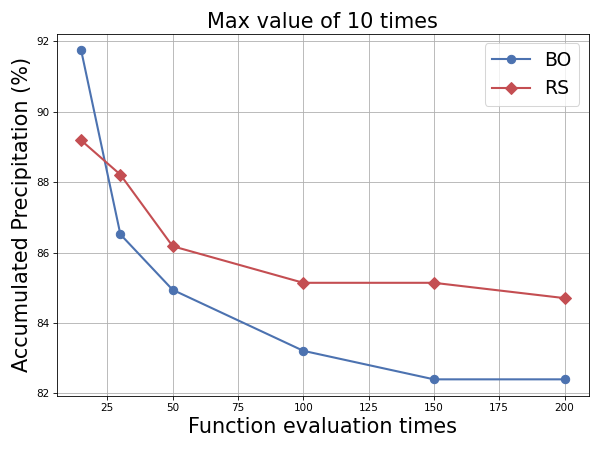 Max value of 10 times
Accumulated Precipitation (%)
92
90
88
86
84
82
BO
RS
25 50 75 100 125 150 175 200
Function evaluation times